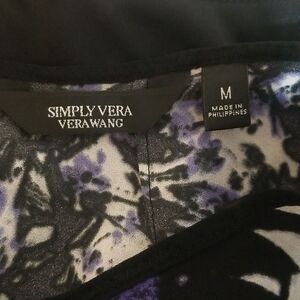 SIMPLY VERA
VERAWANG
M
MADE IN
PHILIPPINES